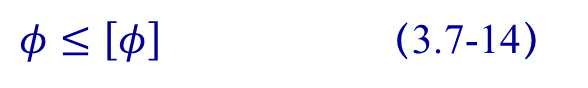 ϕ ≤ [ϕ] (3.7-14)